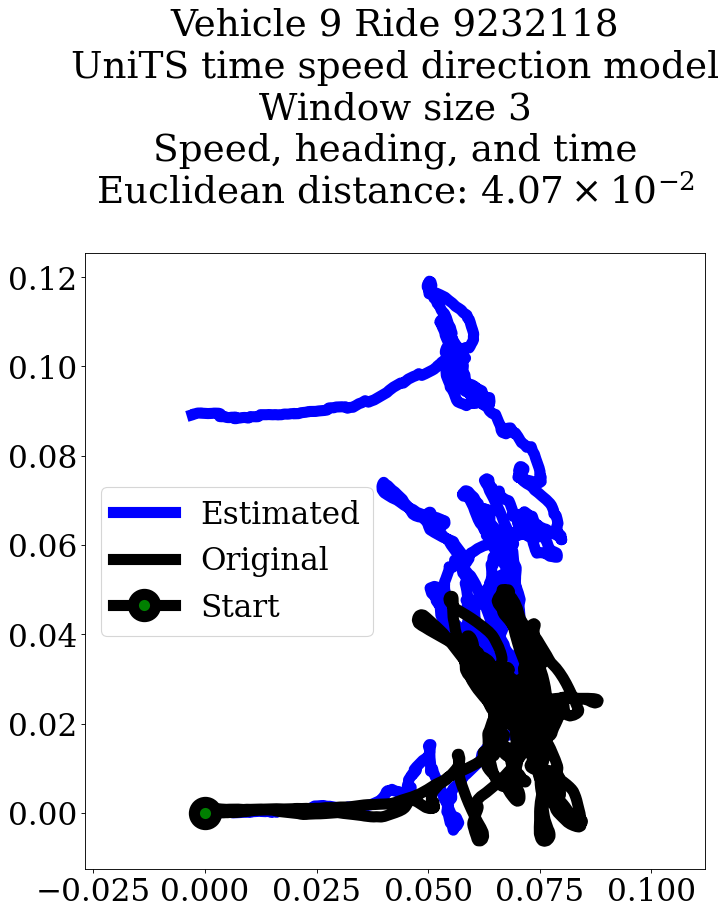 Vehicle 9 Ride 9232118
UniTS time speed direction model
Window size 3
Speed, heading, and time
Euclidean distance: 4.07 × 10⁻²
0.12
0.10
0.08
0.06
0.04
0.02
0.00
Estimated
Original
Start
−0.025 0.000 0.025 0.050 0.075 0.100